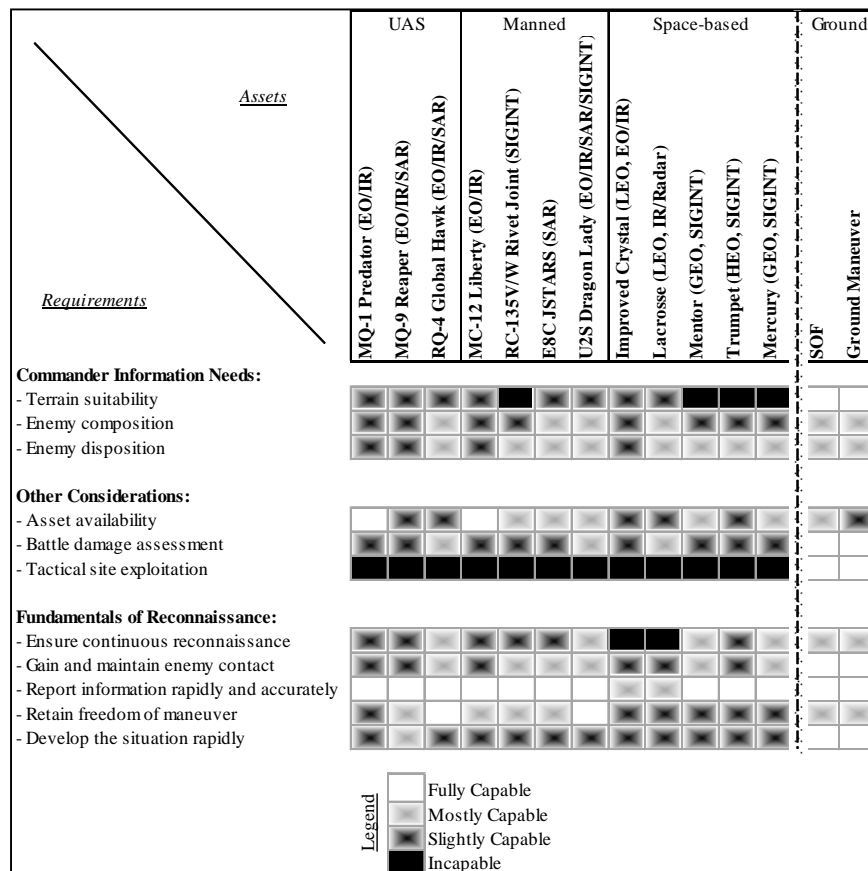 UAS Manned Space-based Ground
Assets
Requirements
MQ-1 Predator (EO/IR)
MQ-9 Reaper (EO/IR/SAR)
RQ-4 Global Hawk (EO/IR/SAR)
MC-12 Liberty (EO/IR)
RC-135V/W Rivet Joint (SIGINT)
E8C JSTARS (SAR)
U2S Dragon Lady (EO/IR/SAR/SIGINT)
Improved Crystal (LEO, EO/IR)
Lacrosse (LEO, IR/Radar)
Mentor (GEO, SIGINT)
Trumpet (HEO, SIGINT)
Mercury (GEO, SIGINT)
SOF
Ground Maneuver
Commander Information Needs:
- Terrain suitability
- Enemy composition
- Enemy disposition
Other Considerations:
- Asset availability
- Battle damage assessment
- Tactical site exploitation
Fundamentals of Reconnaissance:
- Ensure continuous reconnaissance
- Gain and maintain enemy contact
- Report information rapidly and accurately
- Retain freedom of maneuver
- Develop the situation rapidly
Legend
Fully Capable
Mostly Capable
Slightly Capable
Incapable